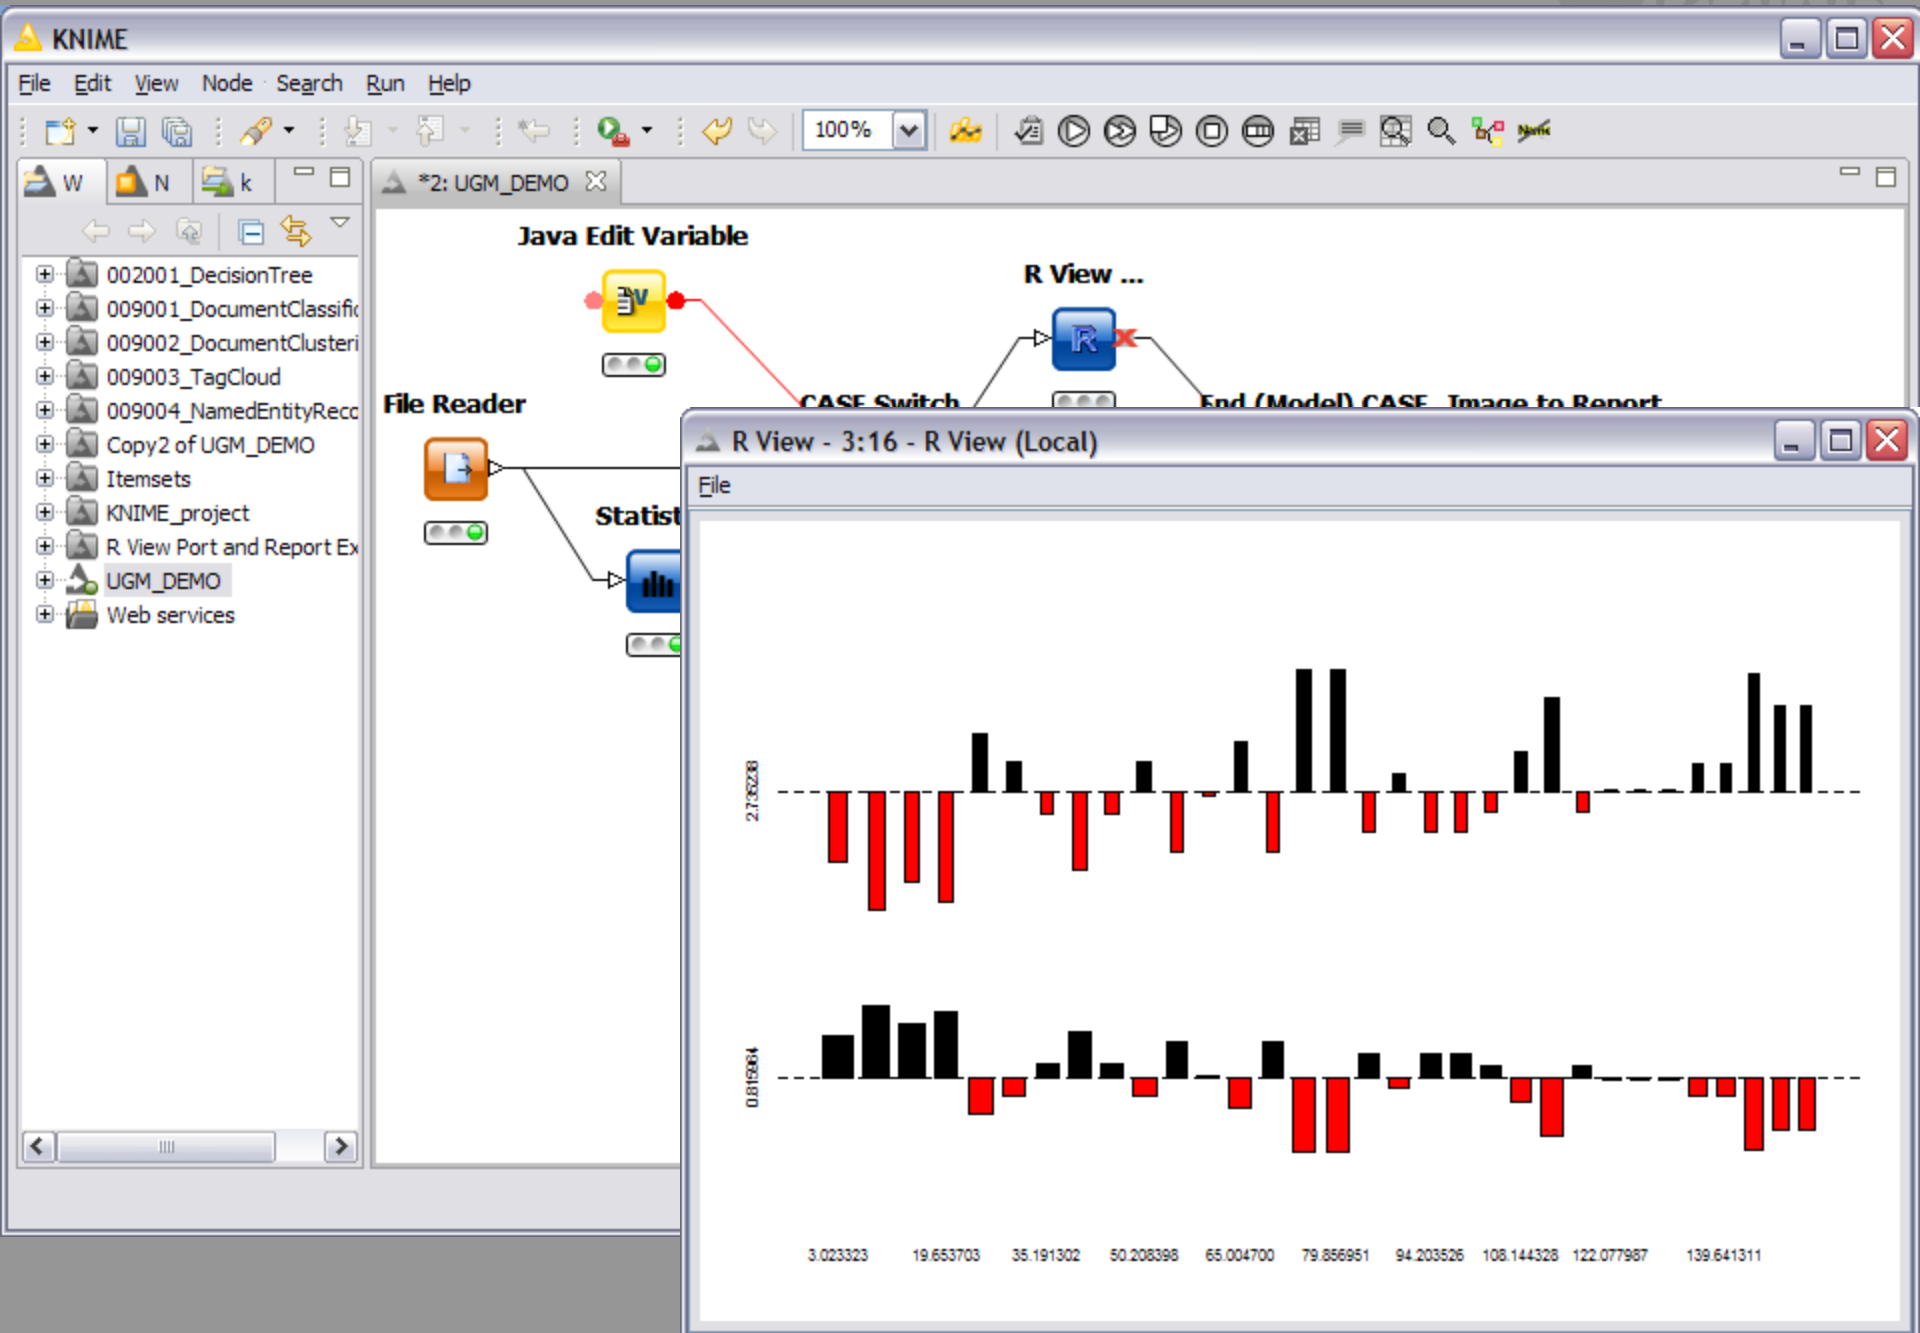 KNIME
File Edit View Node Search Run Help
100%
Name
W N k
*2: UGM_DEMO
002001_DecisionTree
009001_DocumentClassific
009002_DocumentClusteri
009003_TagCloud
009004_NamedEntityReco
Copy2 of UGM_DEMO
Itemsets
KNIME_project
R View Port and Report Ex
UGM_DEMO
Web services
Java Edit Variable
V
R View ...
R
File Reader
CASE Switch
End (Model) CASE
Image to Report
Statist
R View - 3:16 - R View (Local)
File
2.735238
0.815964
3.023323 19.653703 35.191302 50.208398 65.004700 79.856951 94.203526 108.144328 122.077987 139.641311